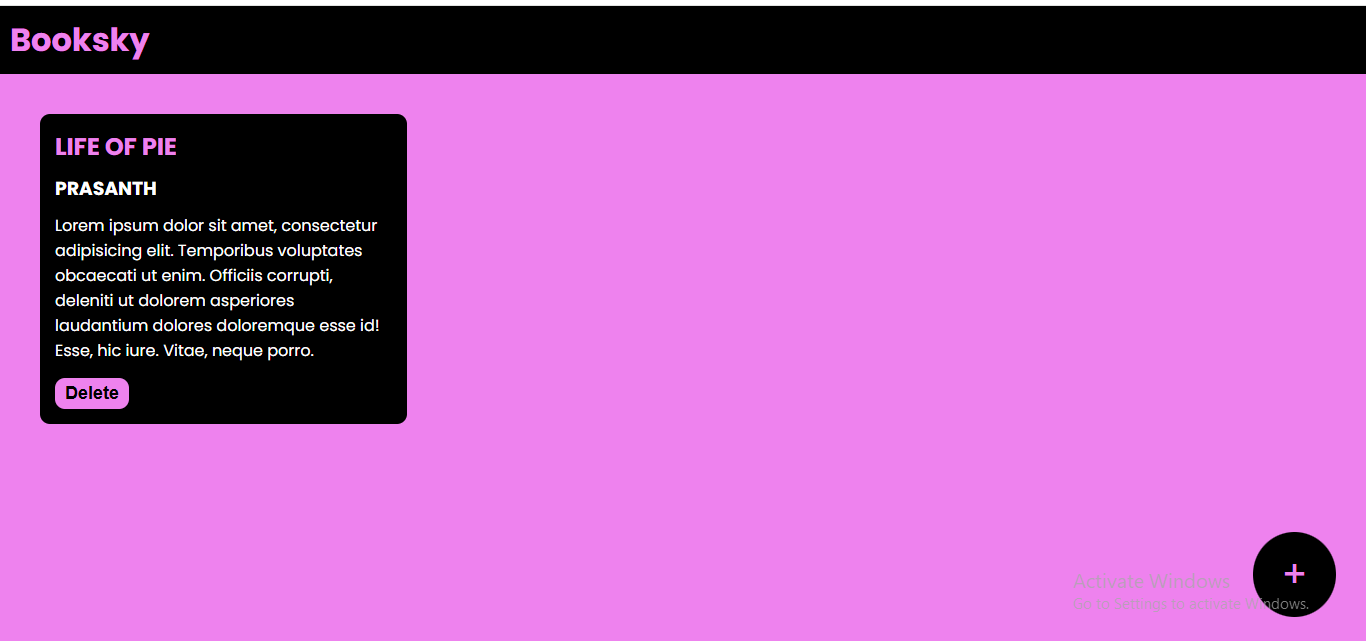 Booksky
LIFE OF PIE
PRASANTH
Lorem ipsum dolor sit amet, consectetur
adipisicing elit. Temporibus voluptates
obcaecati ut enim. Officiis corrupti,
deleniti ut dolorem asperiores
laudantium dolores doloremque esse id!
Esse, hic iure. Vitae, neque porro.
Delete
+
Activate Windows
Go to Settings to activate Windows.